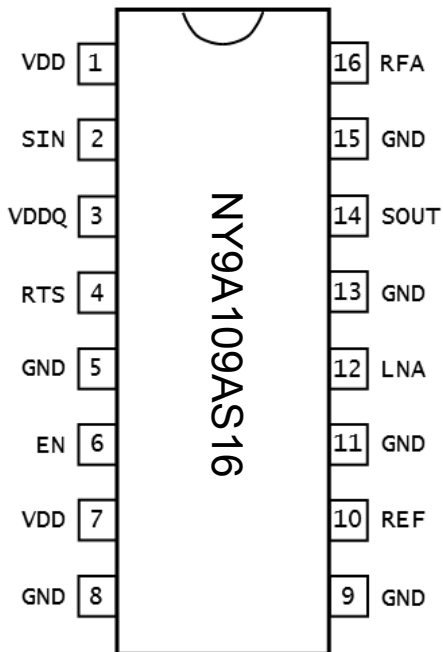 VDD 1 16 RFA
SIN 2 15 GND
VDDQ 3 14 SOUT
RTS 4 13 GND
GND 5 12 LNA
EN 6 11 GND
VDD 7 10 REF
GND 8 9 GND
NY9A109AS16